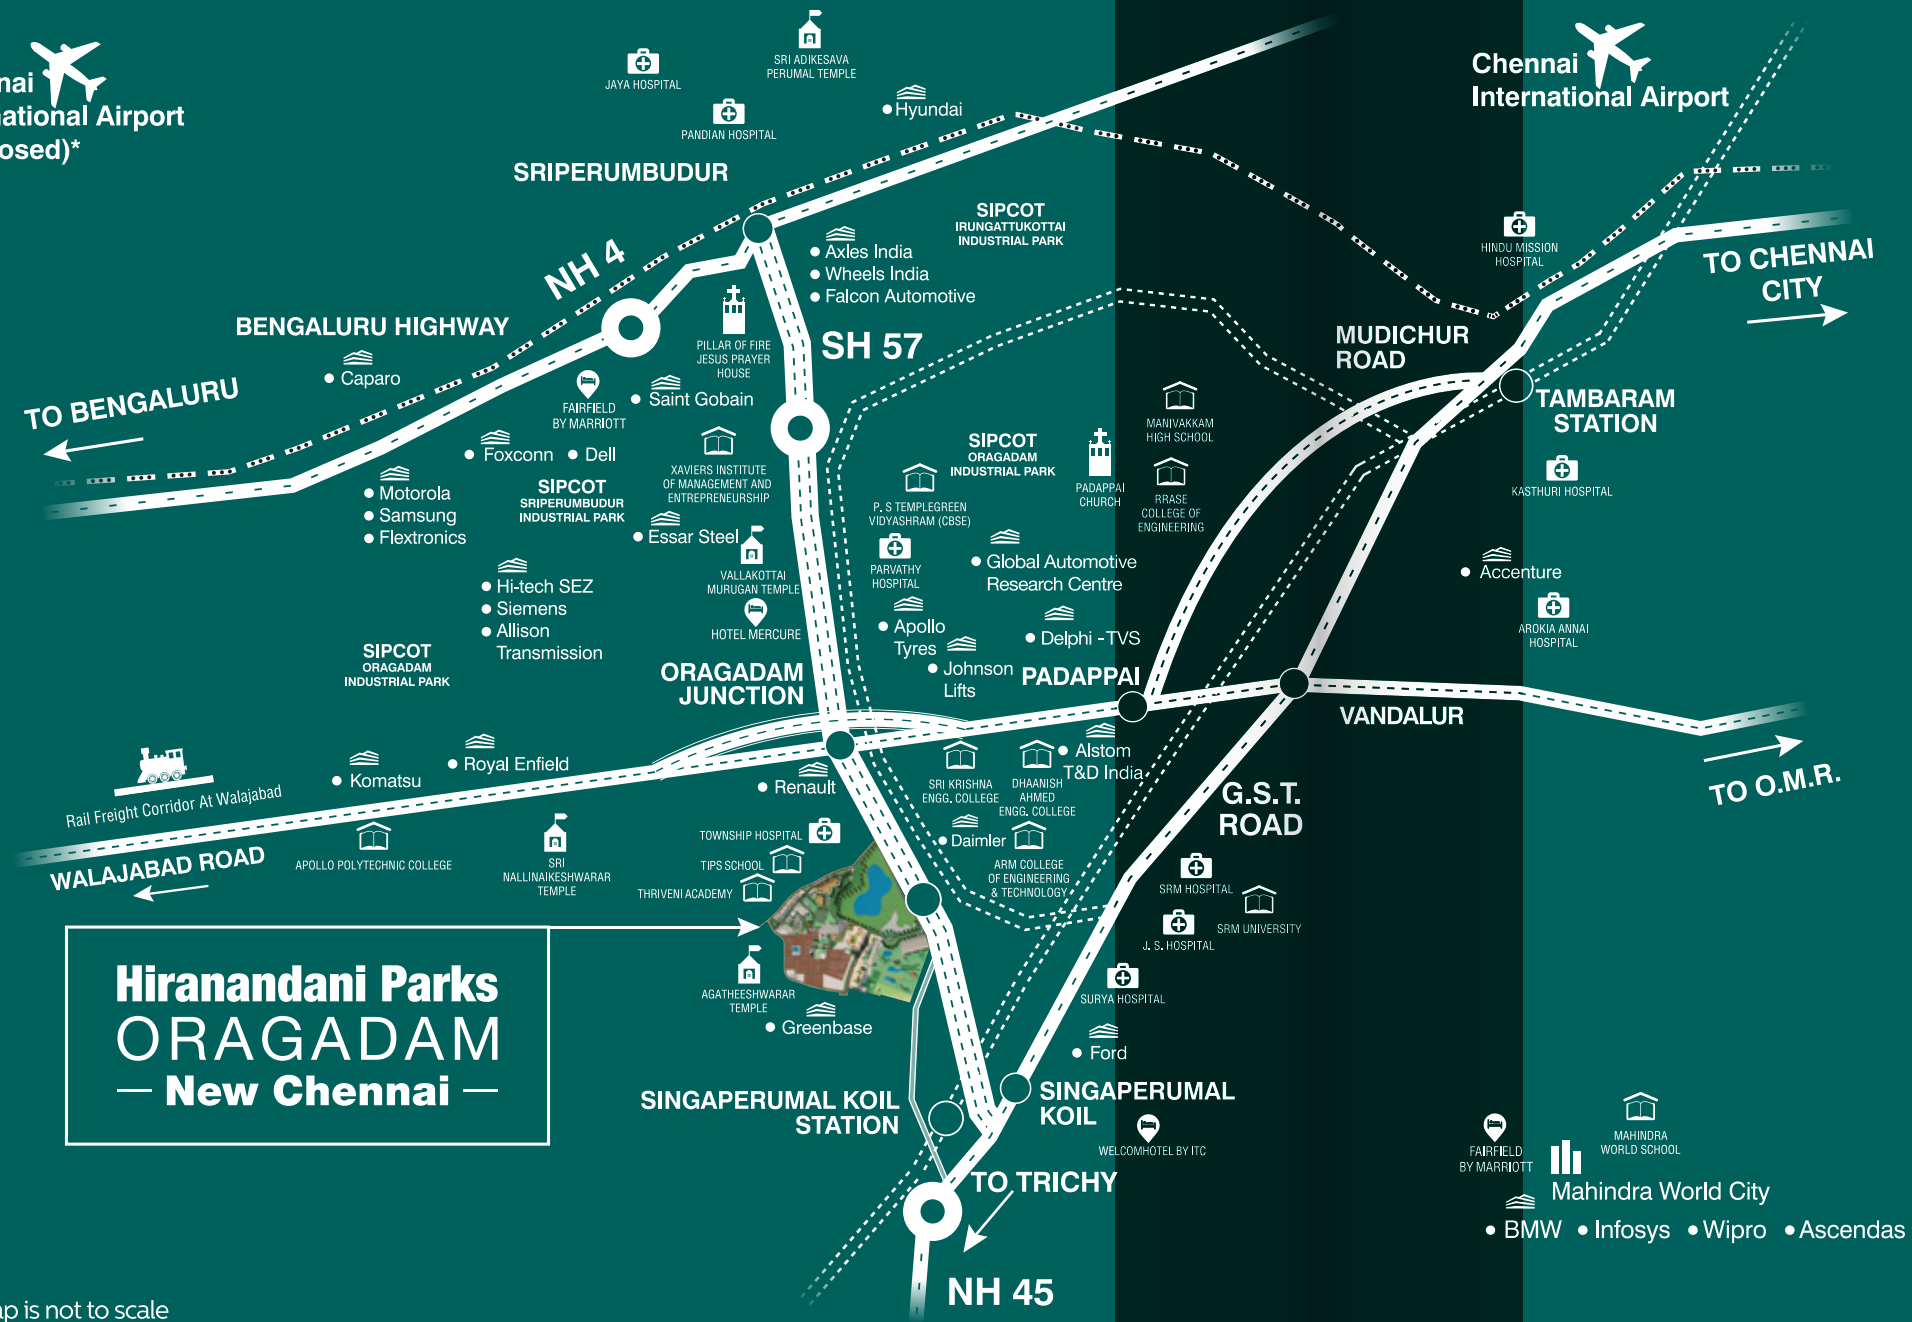 nai
national Airport
osed)*
SRI ADIKESAVA
PERUMAL TEMPLE
JAYA HOSPITAL
PANDIAN HOSPITAL
Hyundai
Chennai
International Airport
SRIPERUMBUDUR
SIPCOT
IRUNGATTUKOTTAI
INDUSTRIAL PARK
Axles India
Wheels India
Falcon Automotive
HINDU MISSION
HOSPITAL
TO CHENNAI
CITY
NH 4
BENGALURU HIGHWAY
Caparo
TO BENGALURU
PILLAR OF FIRE
JESUS PRAYER
HOUSE
SH 57
MUDICHUR
ROAD
FAIRFIELD
BY MARRIOTT
Saint Gobain
TAMBARAM
STATION
MANIVAKKAM
HIGH SCHOOL
Foxconn
Dell
XAVIERS INSTITUTE
OF MANAGEMENT AND
ENTREPRENEURSHIP
SIPCOT
ORAGADAM
INDUSTRIAL PARK
PADAPPAI
CHURCH
RRASE
COLLEGE OF
ENGINEERING
KASTHURI HOSPITAL
Motorola
Samsung
Flextronics
SIPCOT
SRIPERUMBUDUR
INDUSTRIAL PARK
Essar Steel
P. S TEMPLEGREEN
VIDYASHRAM (CBSE)
PARVATHY
HOSPITAL
Global Automotive
Research Centre
Accenture
VALLAKOTTAI
MURUGAN TEMPLE
Hi-tech SEZ
Siemens
Allison
Transmission
HOTEL MERCURE
Apollo
Tyres
Delphi -TVS
AROKIA ANNAI
HOSPITAL
SIPCOT
ORAGADAM
INDUSTRIAL PARK
ORAGADAM
JUNCTION
Johnson
Lifts
PADAPPAI
VANDALUR
Rail Freight Corridor At Walajabad
Komatsu
Royal Enfield
Renault
SRI KRISHNA
ENGG. COLLEGE
DHAANISH
AHMED
ENGG. COLLEGE
Alstom
T&D India
G.S.T.
ROAD
TO O.M.R.
WALAJABAD ROAD
APOLLO POLYTECHNIC COLLEGE
SRI
NALLINAIKESHWARAR
TEMPLE
TOWNSHIP HOSPITAL
TIPS SCHOOL
THRIVENI ACADEMY
Daimler
ARM COLLEGE
OF ENGINEERING
& TECHNOLOGY
SRM HOSPITAL
SRM UNIVERSITY
J. S. HOSPITAL
Hiranandani Parks
ORAGADAM
New Chennai
AGATHEESHWARAR
TEMPLE
Greenbase
SURYA HOSPITAL
Ford
SINGAPERUMAL KOIL
STATION
SINGAPERUMAL
KOIL
WELCOMHOTEL BY ITC
FAIRFIELD
BY MARRIOTT
MAHINDRA
WORLD SCHOOL
Mahindra World City
BMW
Infosys
Wipro
Ascendas
TO TRICHY
NH 45
ap is not to scale